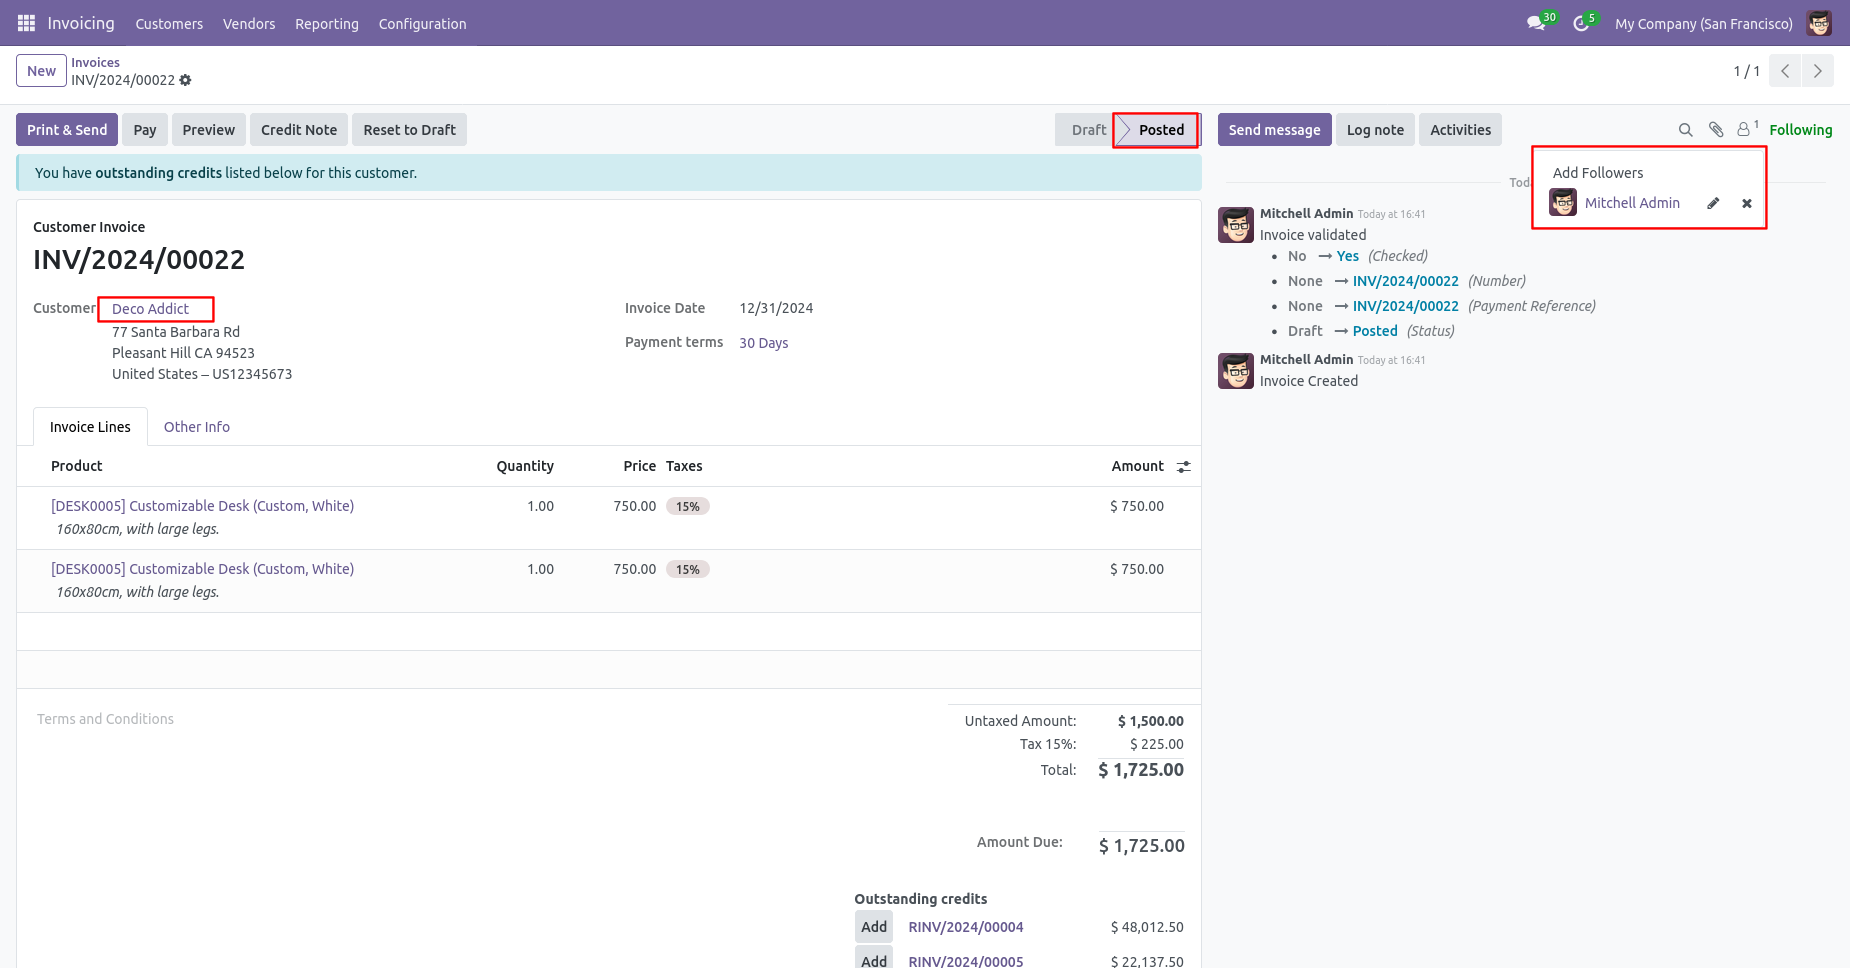 Invoicing Customers Vendors Reporting Configuration 30 5 My Company (San Francisco)
New Invoices
INV/2024/00022
1 / 1
Print & Send Pay Preview Credit Note Reset to Draft Draft Posted
Send message Log note Activities 1 Following
You have outstanding credits listed below for this customer.
Customer Invoice
INV/2024/00022
Customer Deco Addict
77 Santa Barbara Rd
Pleasant Hill CA 94523
United States – US12345673
Invoice Date 12/31/2024
Payment terms 30 Days
Invoice Lines Other Info
Product Quantity Price Taxes Amount
[DESK0005] Customizable Desk (Custom, White) 1.00 750.00 15% $ 750.00
160x80cm, with large legs.
[DESK0005] Customizable Desk (Custom, White) 1.00 750.00 15% $ 750.00
160x80cm, with large legs.
Terms and Conditions
Untaxed Amount: $ 1,500.00
Tax 15%: $ 225.00
Total: $ 1,725.00
Amount Due: $ 1,725.00
Outstanding credits
Add RINV/2024/00004 $ 48,012.50
Add RINV/2024/00005 $ 22,137.50
Add Followers
Mitchell Admin
Mitchell Admin Today at 16:41
Invoice validated
No → Yes (Checked)
None → INV/2024/00022 (Number)
None → INV/2024/00022 (Payment Reference)
Draft → Posted (Status)
Mitchell Admin Today at 16:41
Invoice Created